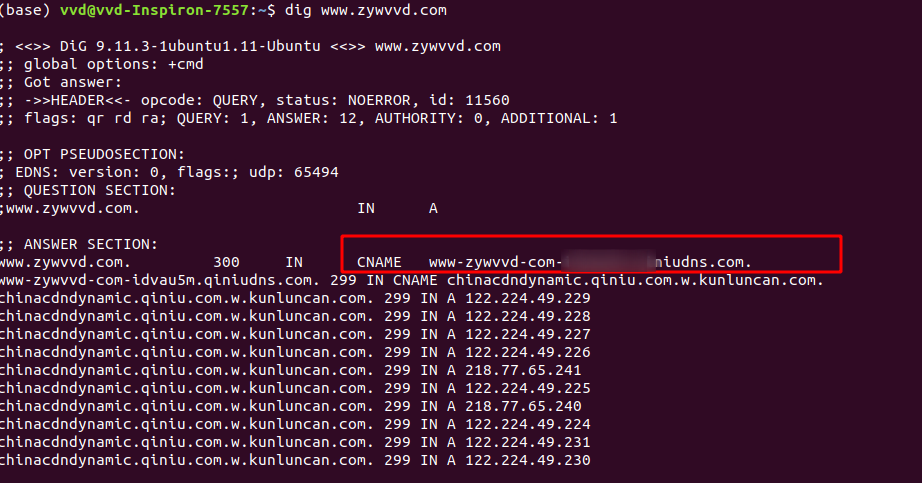 (base) vvd@vvd-Inspiron-7557:~$ dig www.zywvvd.com
; <<>> DiG 9.11.3-1ubuntu1.11-Ubuntu <<>> www.zywvvd.com
;; global options: +cmd
;; Got answer:
;; ->>HEADER<<- opcode: QUERY, status: NOERROR, id: 11560
;; flags: qr rd ra; QUERY: 1, ANSWER: 12, AUTHORITY: 0, ADDITIONAL: 1
;; OPT PSEUDOSECTION:
; EDNS: version: 0, flags:; udp: 65494
;; QUESTION SECTION:
;www.zywvvd.com. IN A
;; ANSWER SECTION:
www.zywvvd.com. 300 IN CNAME www-zywvvd-com- niudns.com.
www-zywvvd-com-idvau5m.qiniudns.com. 299 IN CNAME chinacdndynamic.qiniu.com.w.kunluncan.com.
chinacdndynamic.qiniu.com.w.kunluncan.com. 299 IN A 122.224.49.229
chinacdndynamic.qiniu.com.w.kunluncan.com. 299 IN A 122.224.49.228
chinacdndynamic.qiniu.com.w.kunluncan.com. 299 IN A 122.224.49.227
chinacdndynamic.qiniu.com.w.kunluncan.com. 299 IN A 122.224.49.226
chinacdndynamic.qiniu.com.w.kunluncan.com. 299 IN A 218.77.65.241
chinacdndynamic.qiniu.com.w.kunluncan.com. 299 IN A 122.224.49.225
chinacdndynamic.qiniu.com.w.kunluncan.com. 299 IN A 218.77.65.240
chinacdndynamic.qiniu.com.w.kunluncan.com. 299 IN A 122.224.49.224
chinacdndynamic.qiniu.com.w.kunluncan.com. 299 IN A 122.224.49.231
chinacdndynamic.qiniu.com.w.kunluncan.com. 299 IN A 122.224.49.230